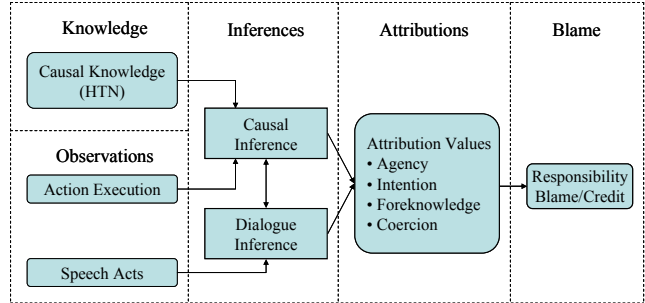 Knowledge
Inferences
Attributions
Blame
Causal Knowledge
(HTN)
Causal
Inference
Observations
Action Execution
Dialogue
Inference
Speech Acts
Attribution Values
• Agency
• Intention
• Foreknowledge
• Coercion
Responsibility
Blame/Credit